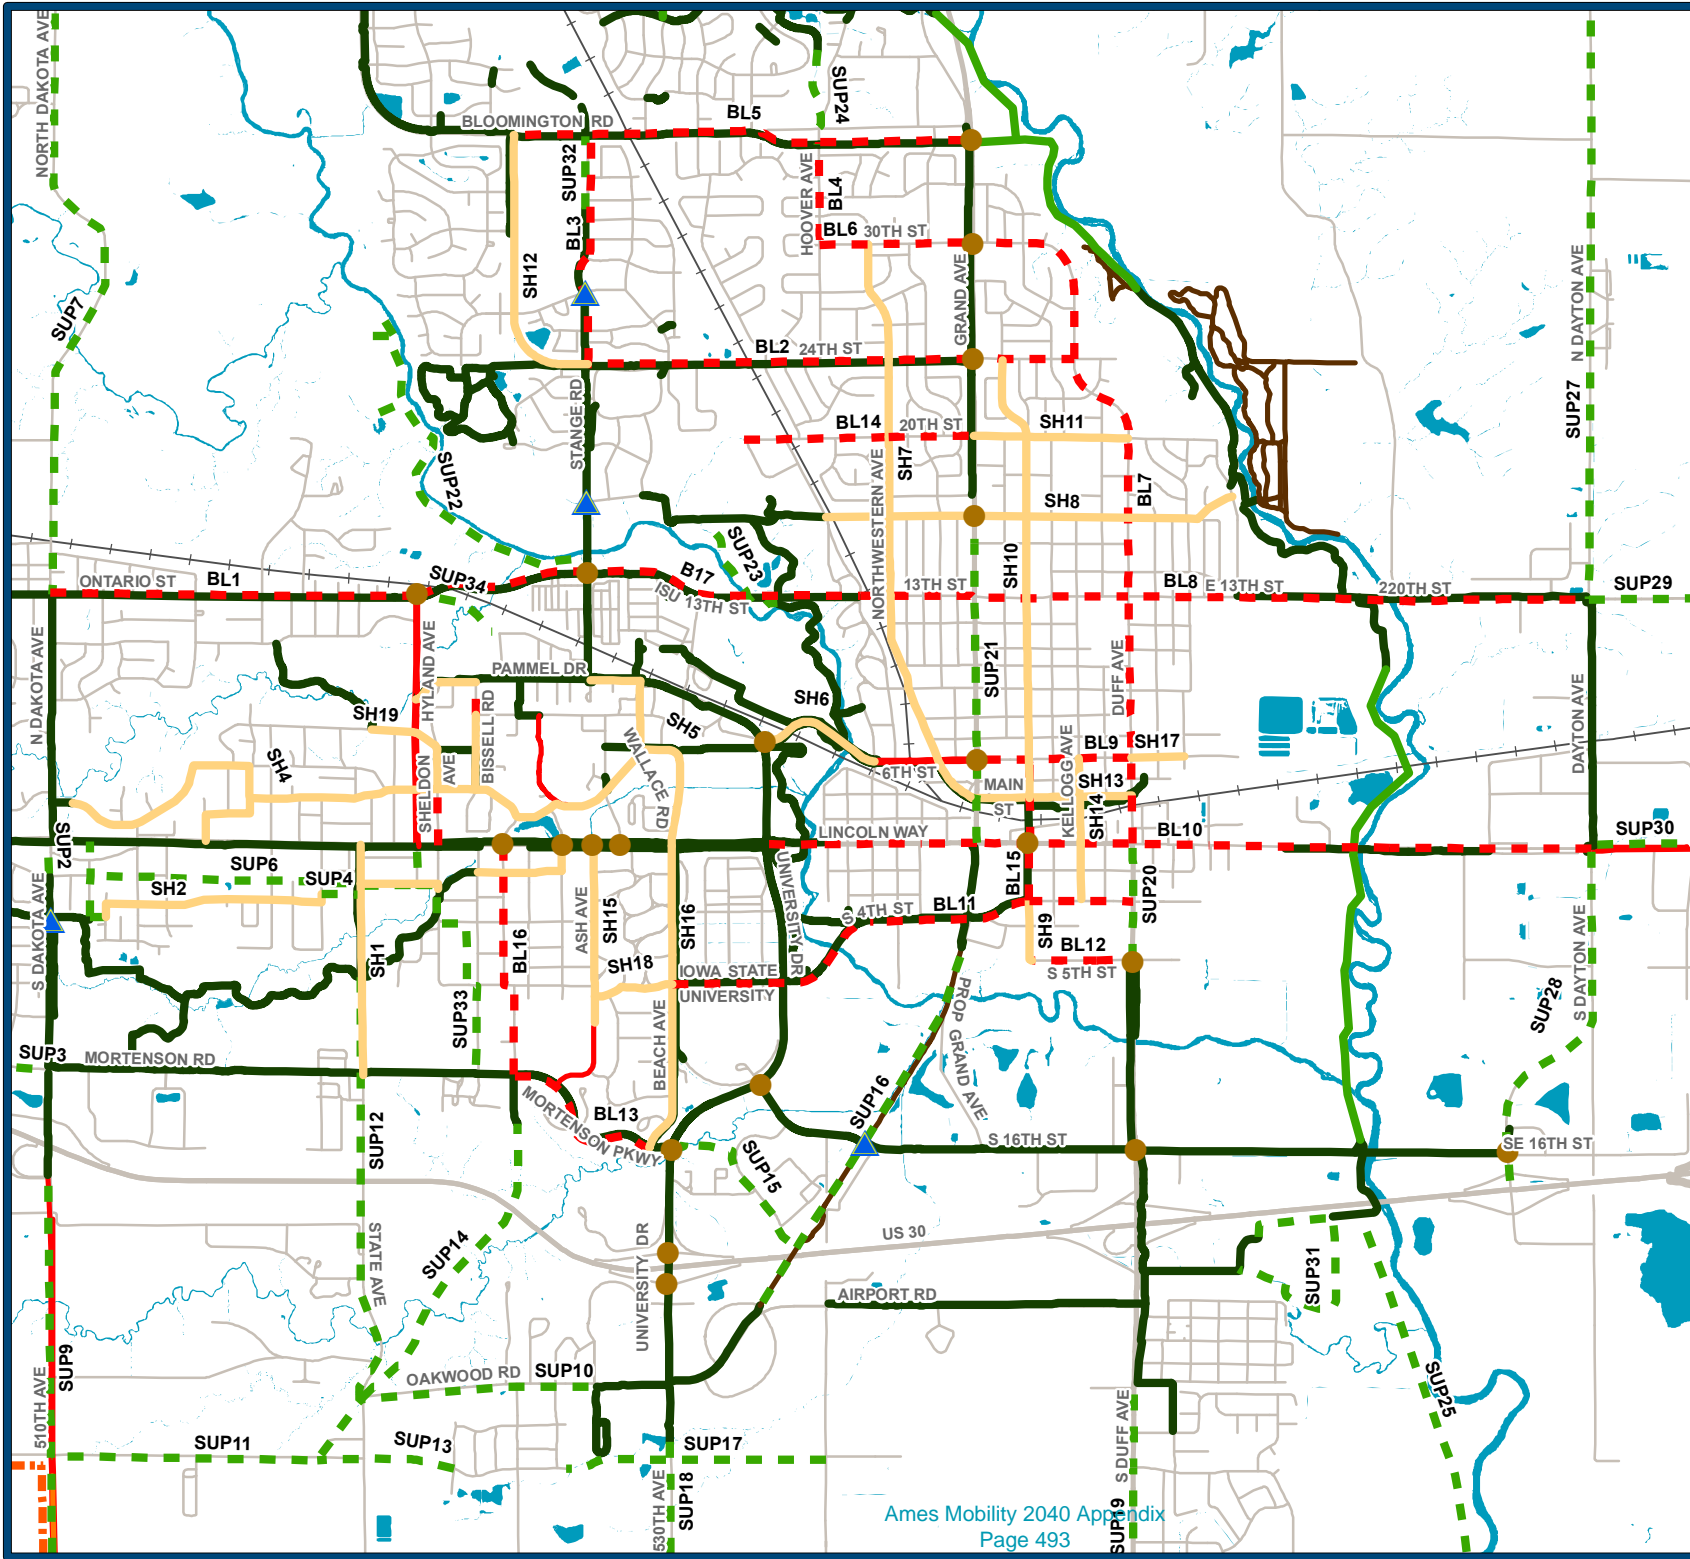 NORTH DAKOTA AVE
SUP24
BL5
BLOOMINGTON RD
SUP32
HOOVER AVE
BL4
BL3
BL6
30TH ST
SH12
GRAND AVE
N DAYTON AVE
SUP7
BL2
24TH ST
SUP27
STANGE RD
BL14
20TH ST
SH11
SH7
SUP22
NORTHWESTERN AVE
BL7
SH8
SUP23
SH10
ONTARIO ST
BL1
SUP34
B17
ISU 13TH ST
13TH ST
BL8
E 13TH ST
220TH ST
SUP29
N DAKOTA AVE
HYLAND AVE
PAMMEL DR
SUP21
DUFF AVE
BISSELL RD
SH6
SH19
SH5
DAYTON AVE
WALLACE RD
SH4
SHELDON
AVE
6TH ST
KELLOGG AVE
BL9
SH17
MAIN
ST
SH13
SH14
LINCOLN WAY
BL10
SUP30
SUP2
SUP6
SUP4
SH2
BL15
SUP20
UNIVERSITY DR
S 4TH ST
BL11
S DAKOTA AVE
SH1
BL16
ASH AVE
SH15
SH16
SH9
BL12
S 5TH ST
SH18
IOWA STATE
UNIVERSITY
S DAYTON AVE
SUP33
SUP28
PROP GRAND AVE
SUP3
MORTENSON RD
BEACH AVE
SUP16
MORTENSON PKWY
BL13
SUP12
SUP15
S 16TH ST
SE 16TH ST
STATE AVE
SUP14
UNIVERSITY DR
US 30
SUP31
AIRPORT RD
SUP9
510TH AVE
OAKWOOD RD
SUP10
SUP25
S DUFF AVE
SUP11
SUP13
SUP17
530TH AVE
SUP18
SUP19
Ames Mobility 2040 Appendix
Page 493